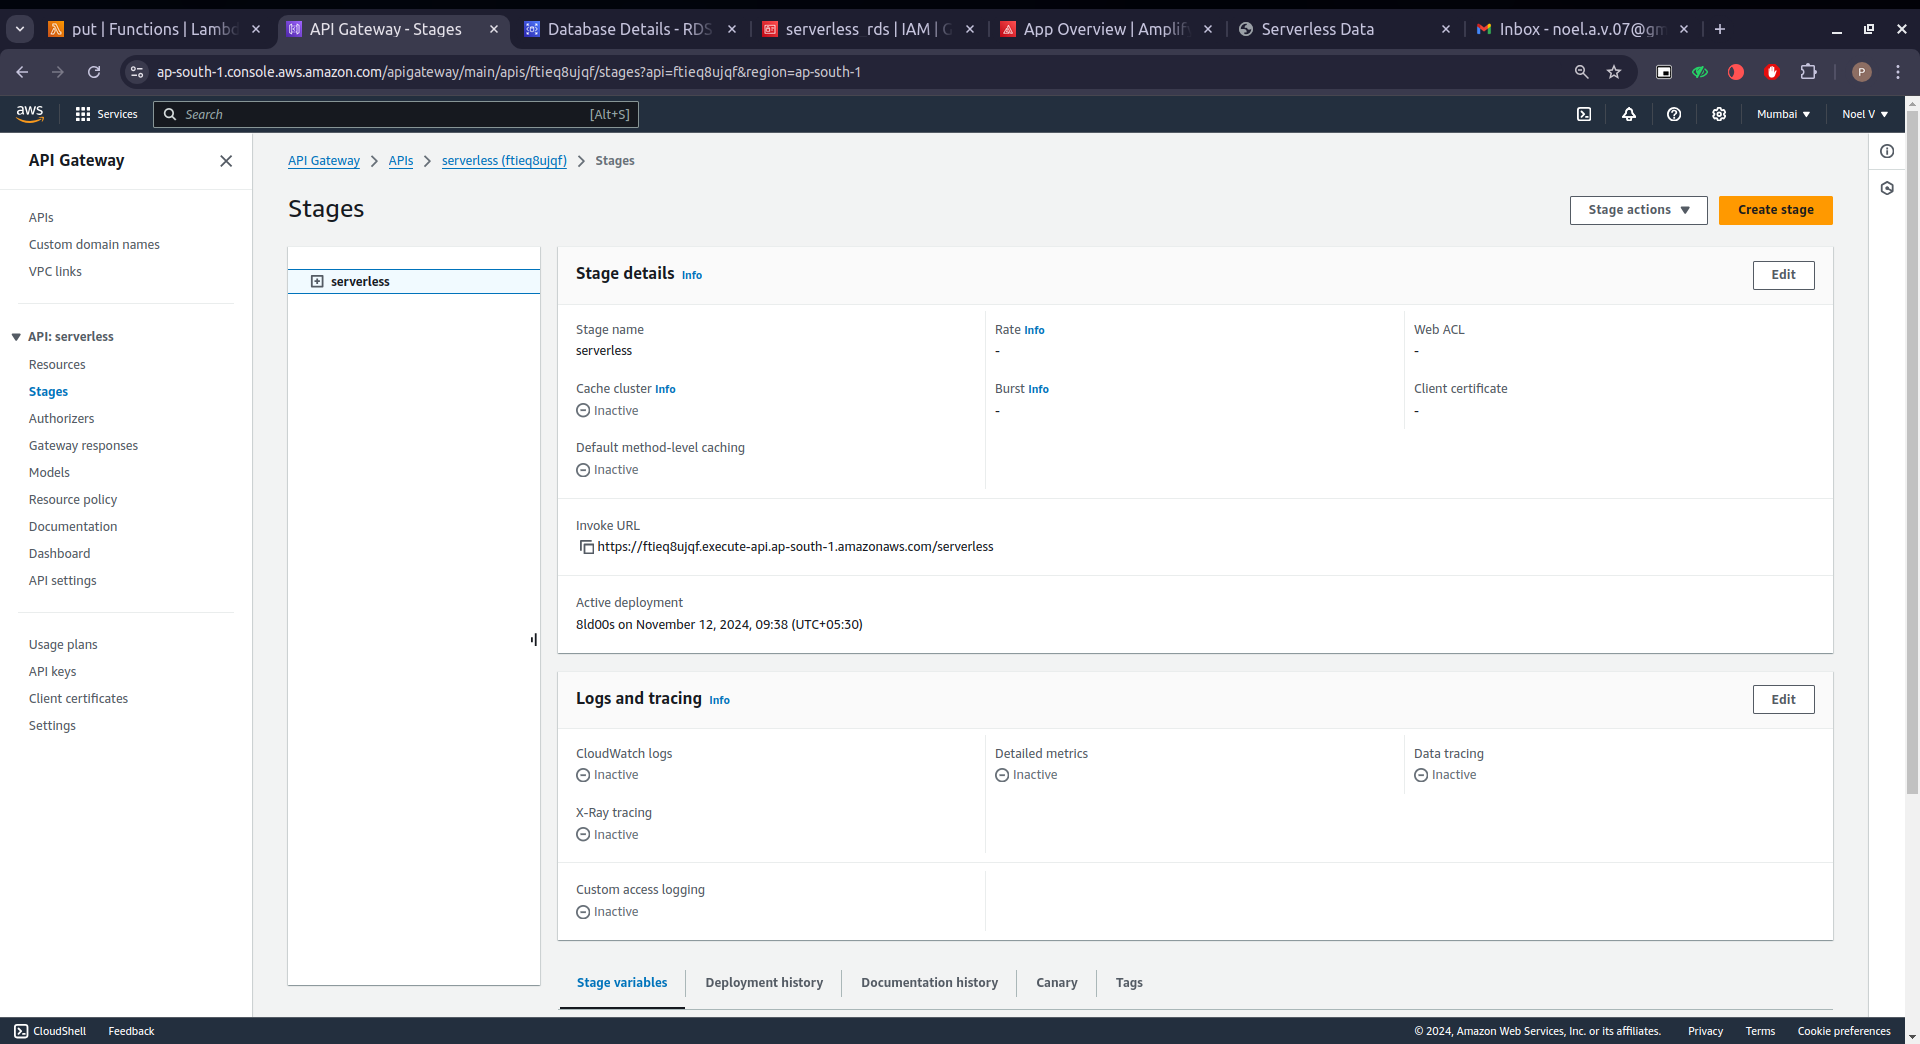 put | Functions | Lamb
API Gateway - Stages
Database Details - RDS
serverless_rds | IAM | G
App Overview | Amplify
Serverless Data
Inbox - noel.a.v.07@gm
ap-south-1.console.aws.amazon.com/apigateway/main/apis/ftieq8ujqf/stages?api=ftieq8ujqf&region=ap-south-1
P
aws
Services
Search
[Alt+S]
Mumbai
Noel V
API Gateway
APIs
Custom domain names
VPC links
API: serverless
Resources
Stages
Authorizers
Gateway responses
Models
Resource policy
Documentation
Dashboard
API settings
Usage plans
API keys
Client certificates
Settings
API Gateway > APIs > serverless (ftieq8ujqf) > Stages
Stages
Stage actions
Create stage
serverless
Stage details Info
Edit
Stage name
serverless
Rate Info
-
Web ACL
-
Cache cluster Info
Inactive
Burst Info
-
Client certificate
-
Default method-level caching
Inactive
Invoke URL
https://ftieq8ujqf.execute-api.ap-south-1.amazonaws.com/serverless
Active deployment
8ld00s on November 12, 2024, 09:38 (UTC+05:30)
Logs and tracing Info
Edit
CloudWatch logs
Inactive
Detailed metrics
Inactive
Data tracing
Inactive
X-Ray tracing
Inactive
Custom access logging
Inactive
Stage variables
Deployment history
Documentation history
Canary
Tags
CloudShell
Feedback
© 2024, Amazon Web Services, Inc. or its affiliates.
Privacy
Terms
Cookie preferences